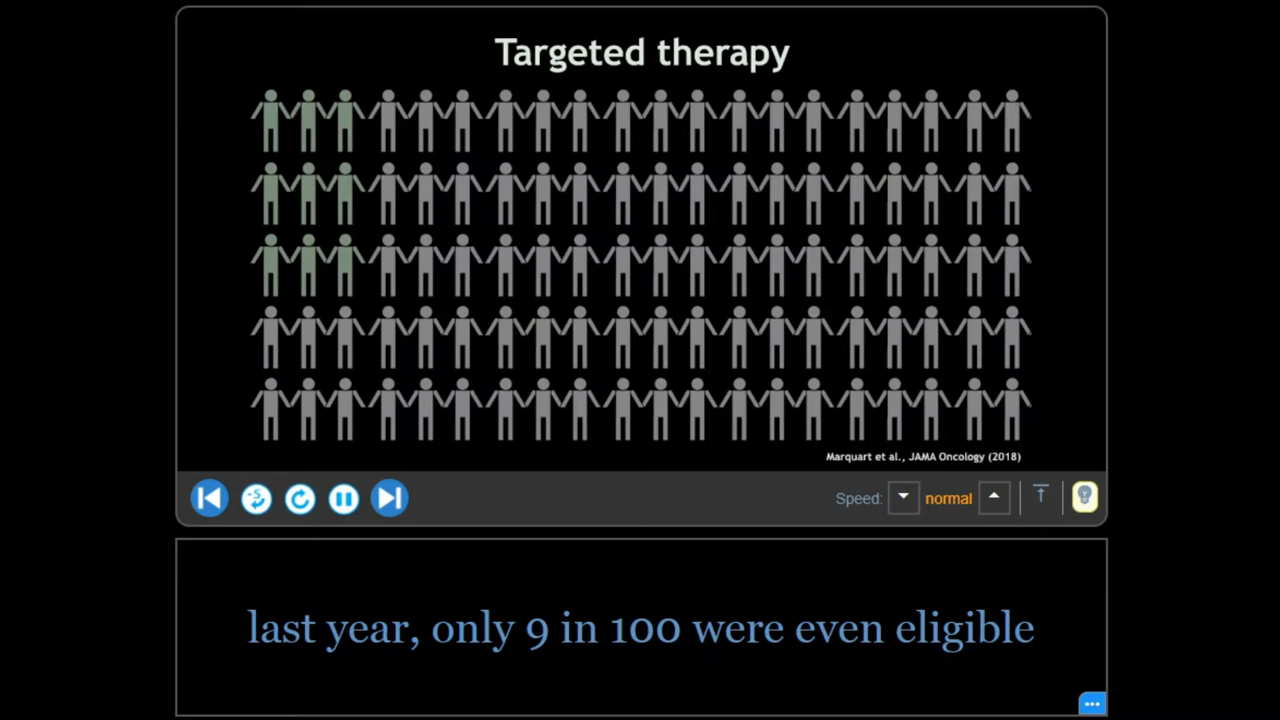 Targeted therapy
Marquart et al., JAMA Oncology (2018)
-5
Speed: normal
last year, only 9 in 100 were even eligible